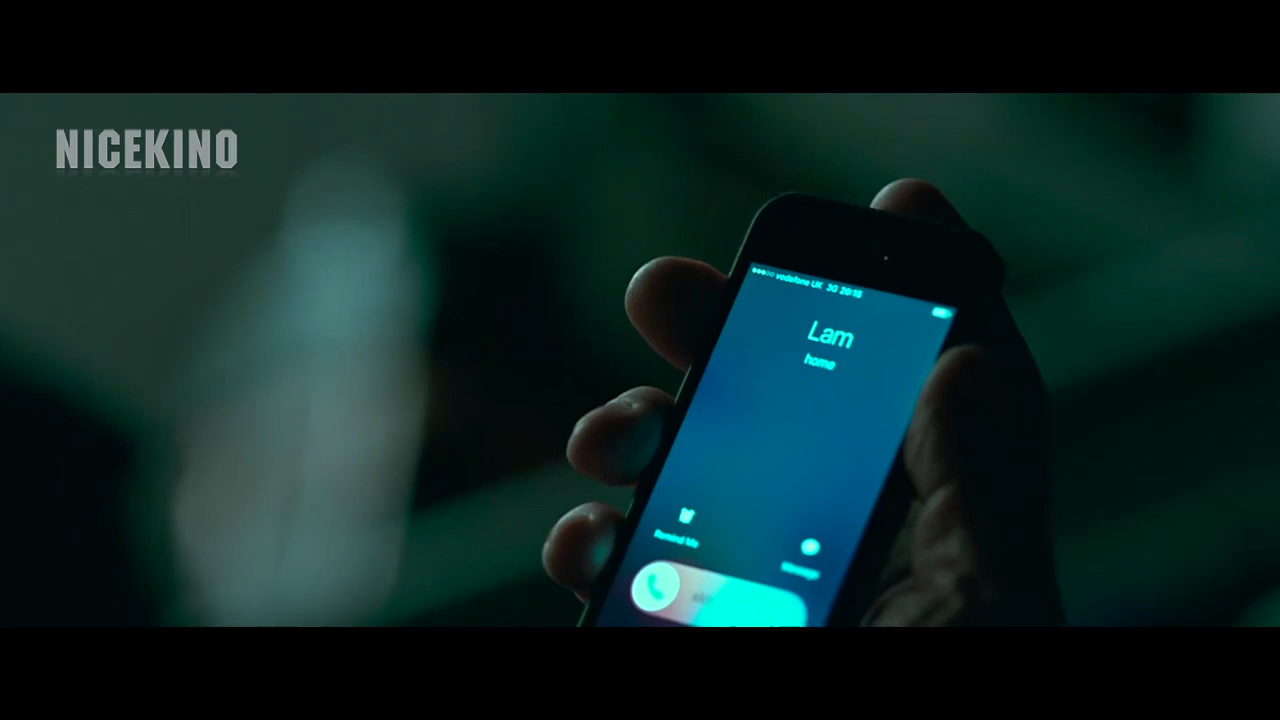 NICEKINO
vodafone UK 3G 20:15
Lam
home
Remind Me
Message